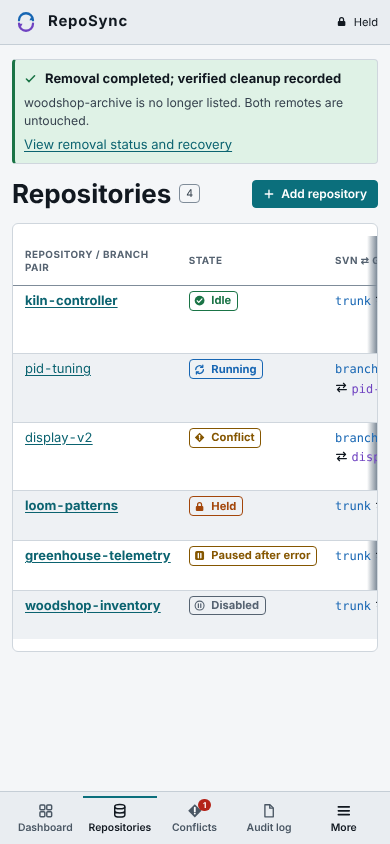 RepoSync
Held
Removal completed; verified cleanup recorded
woodshop-archive is no longer listed. Both remotes are
untouched.
View removal status and recovery
Repositories 4
+ Add repository
REPOSITORY / BRANCH
PAIR
STATE
SVN ⇄
kiln-controller
Idle
trunk
pid-tuning
Running
branch
⇄ pid-
display-v2
Conflict
branch
⇄ disp
loom-patterns
Held
trunk
greenhouse-telemetry
Paused after error
trunk
woodshop-inventory
Disabled
trunk
1
Dashboard
Repositories
Conflicts
Audit log
More